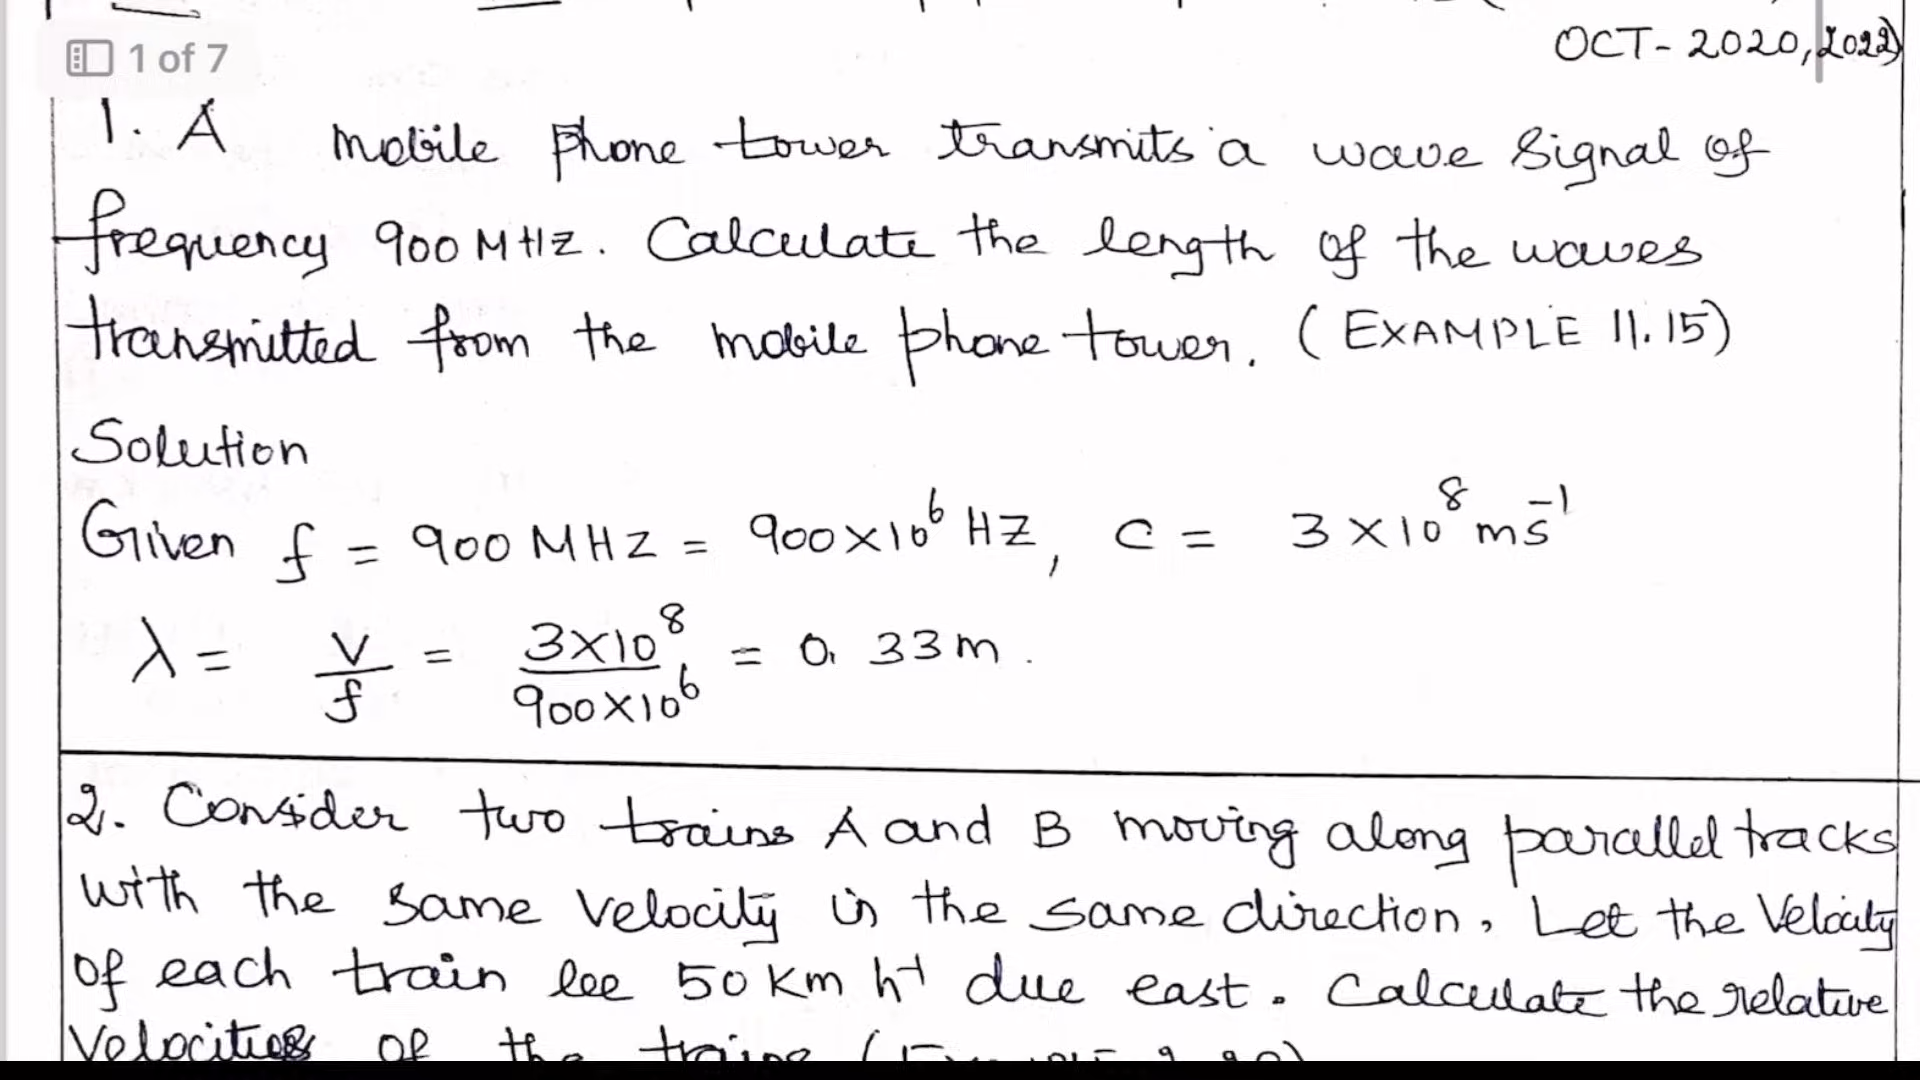 1 of 7
OCT- 2020, 2022)
1. A mobile phone tower transmits a wave signal of
frequency 900 MHZ. Calculate the length of the waves
transmitted from the mobile phone tower. (EXAMPLE 11.15)
Solution
Given f = 900 MHZ = 900×10⁶ HZ, C = 3×10⁸ ms⁻¹
λ = V/f = 3×10⁸/900×10⁶ = 0.33m.
2. Consider two trains A and B moving along parallel tracks
with the same velocity in the same direction. Let the Velocity
of each train be 50 Km h⁻¹ due east. Calculate the relative
Velocities of the trains